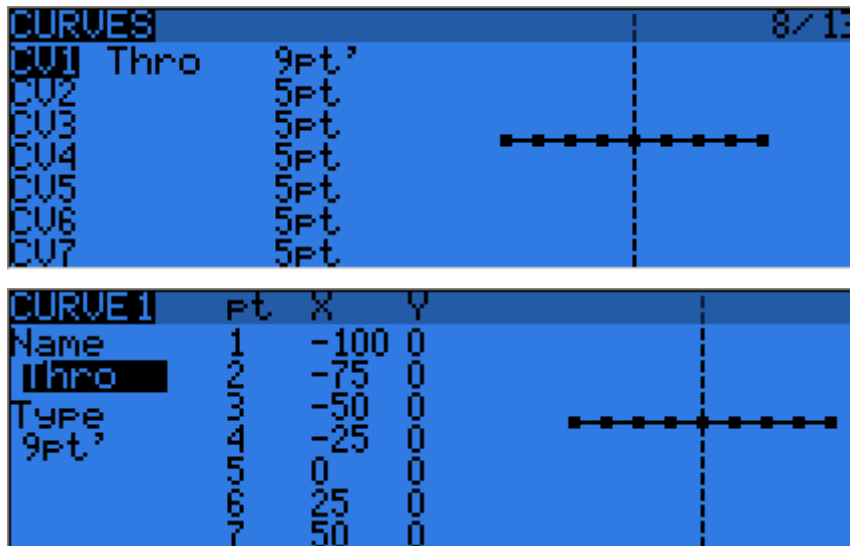 CURVES 8/13
CV1 Thro 9pt'
CV2 5pt
CV3 5pt
CV4 5pt
CV5 5pt
CV6 5pt
CV7 5pt
CURVE1 pt X Y
Name 1 -100 0
Thro 2 -75 0
Type 3 -50 0
9pt' 4 -25 0
5 0 0
6 25 0
7 50 0